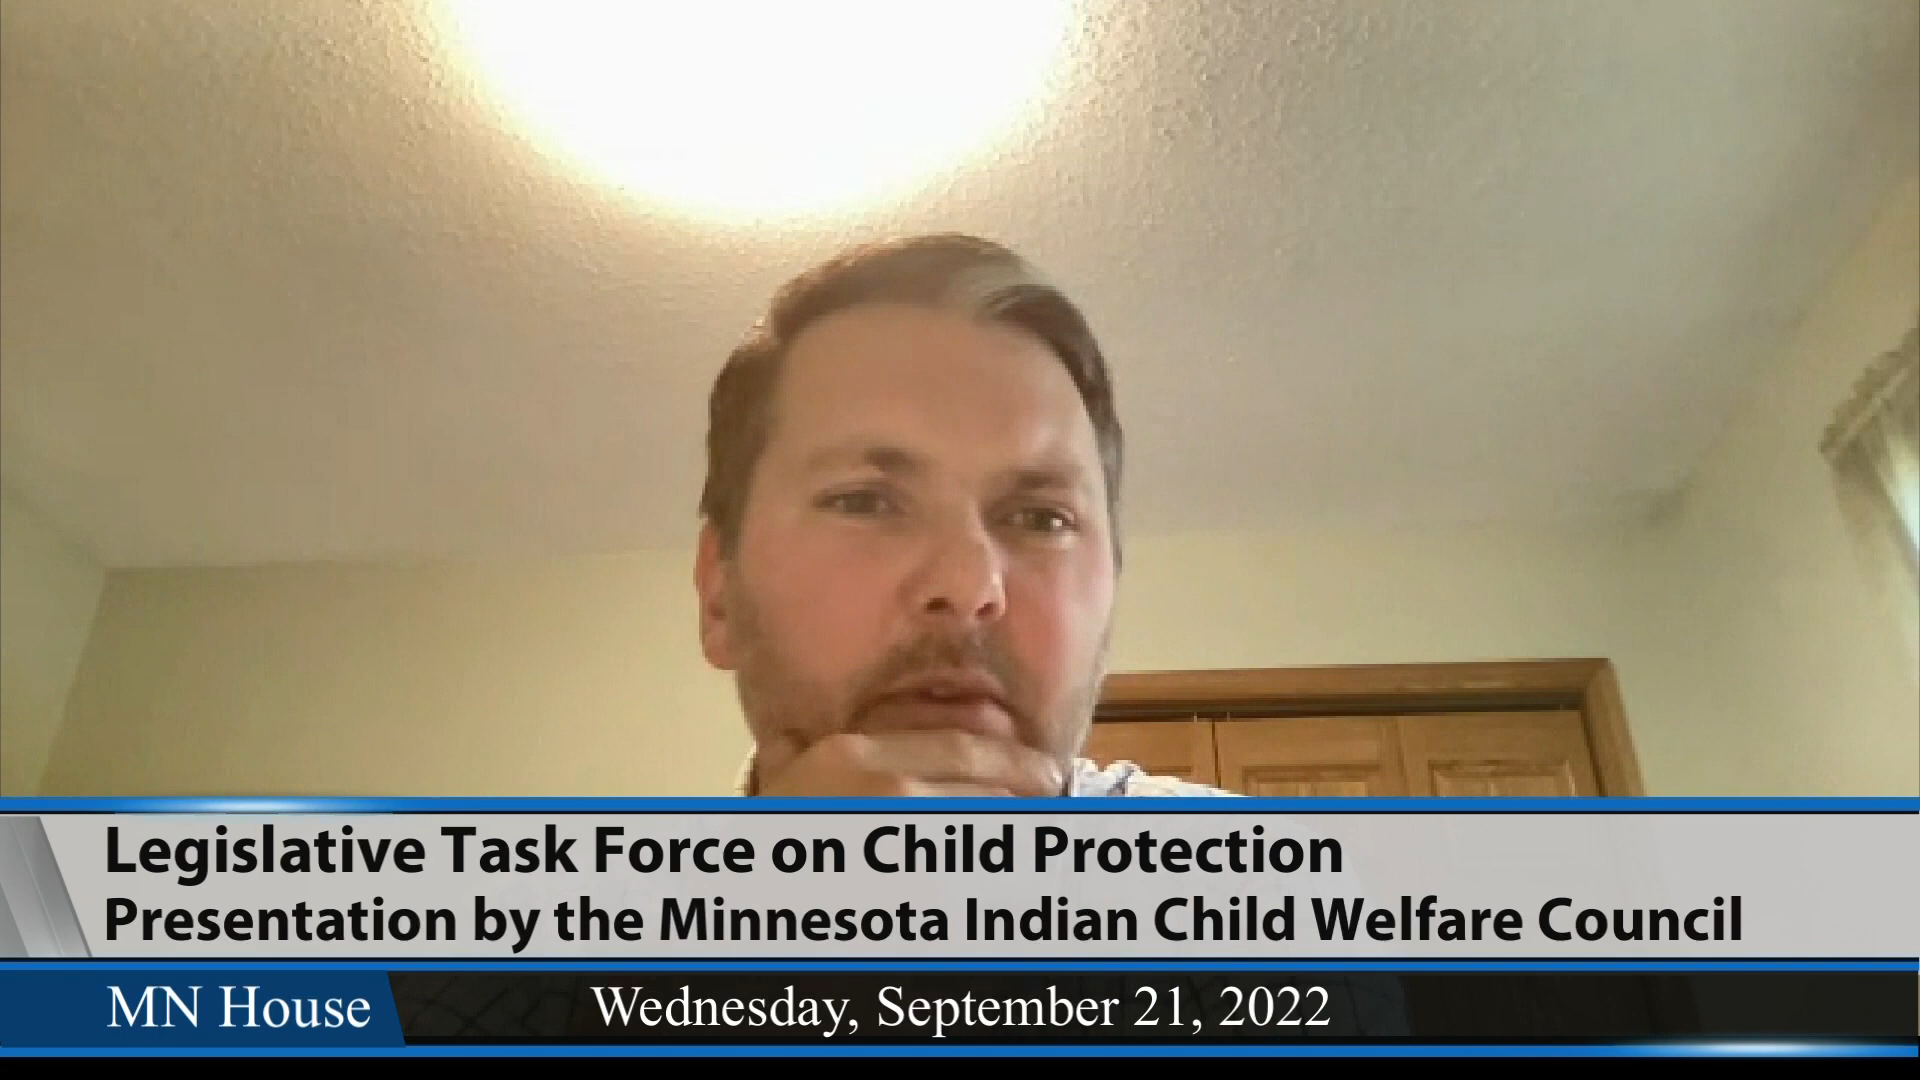 Legislative Task Force on Child Protection
Presentation by the Minnesota Indian Child Welfare Council
MN House
Wednesday, September 21, 2022